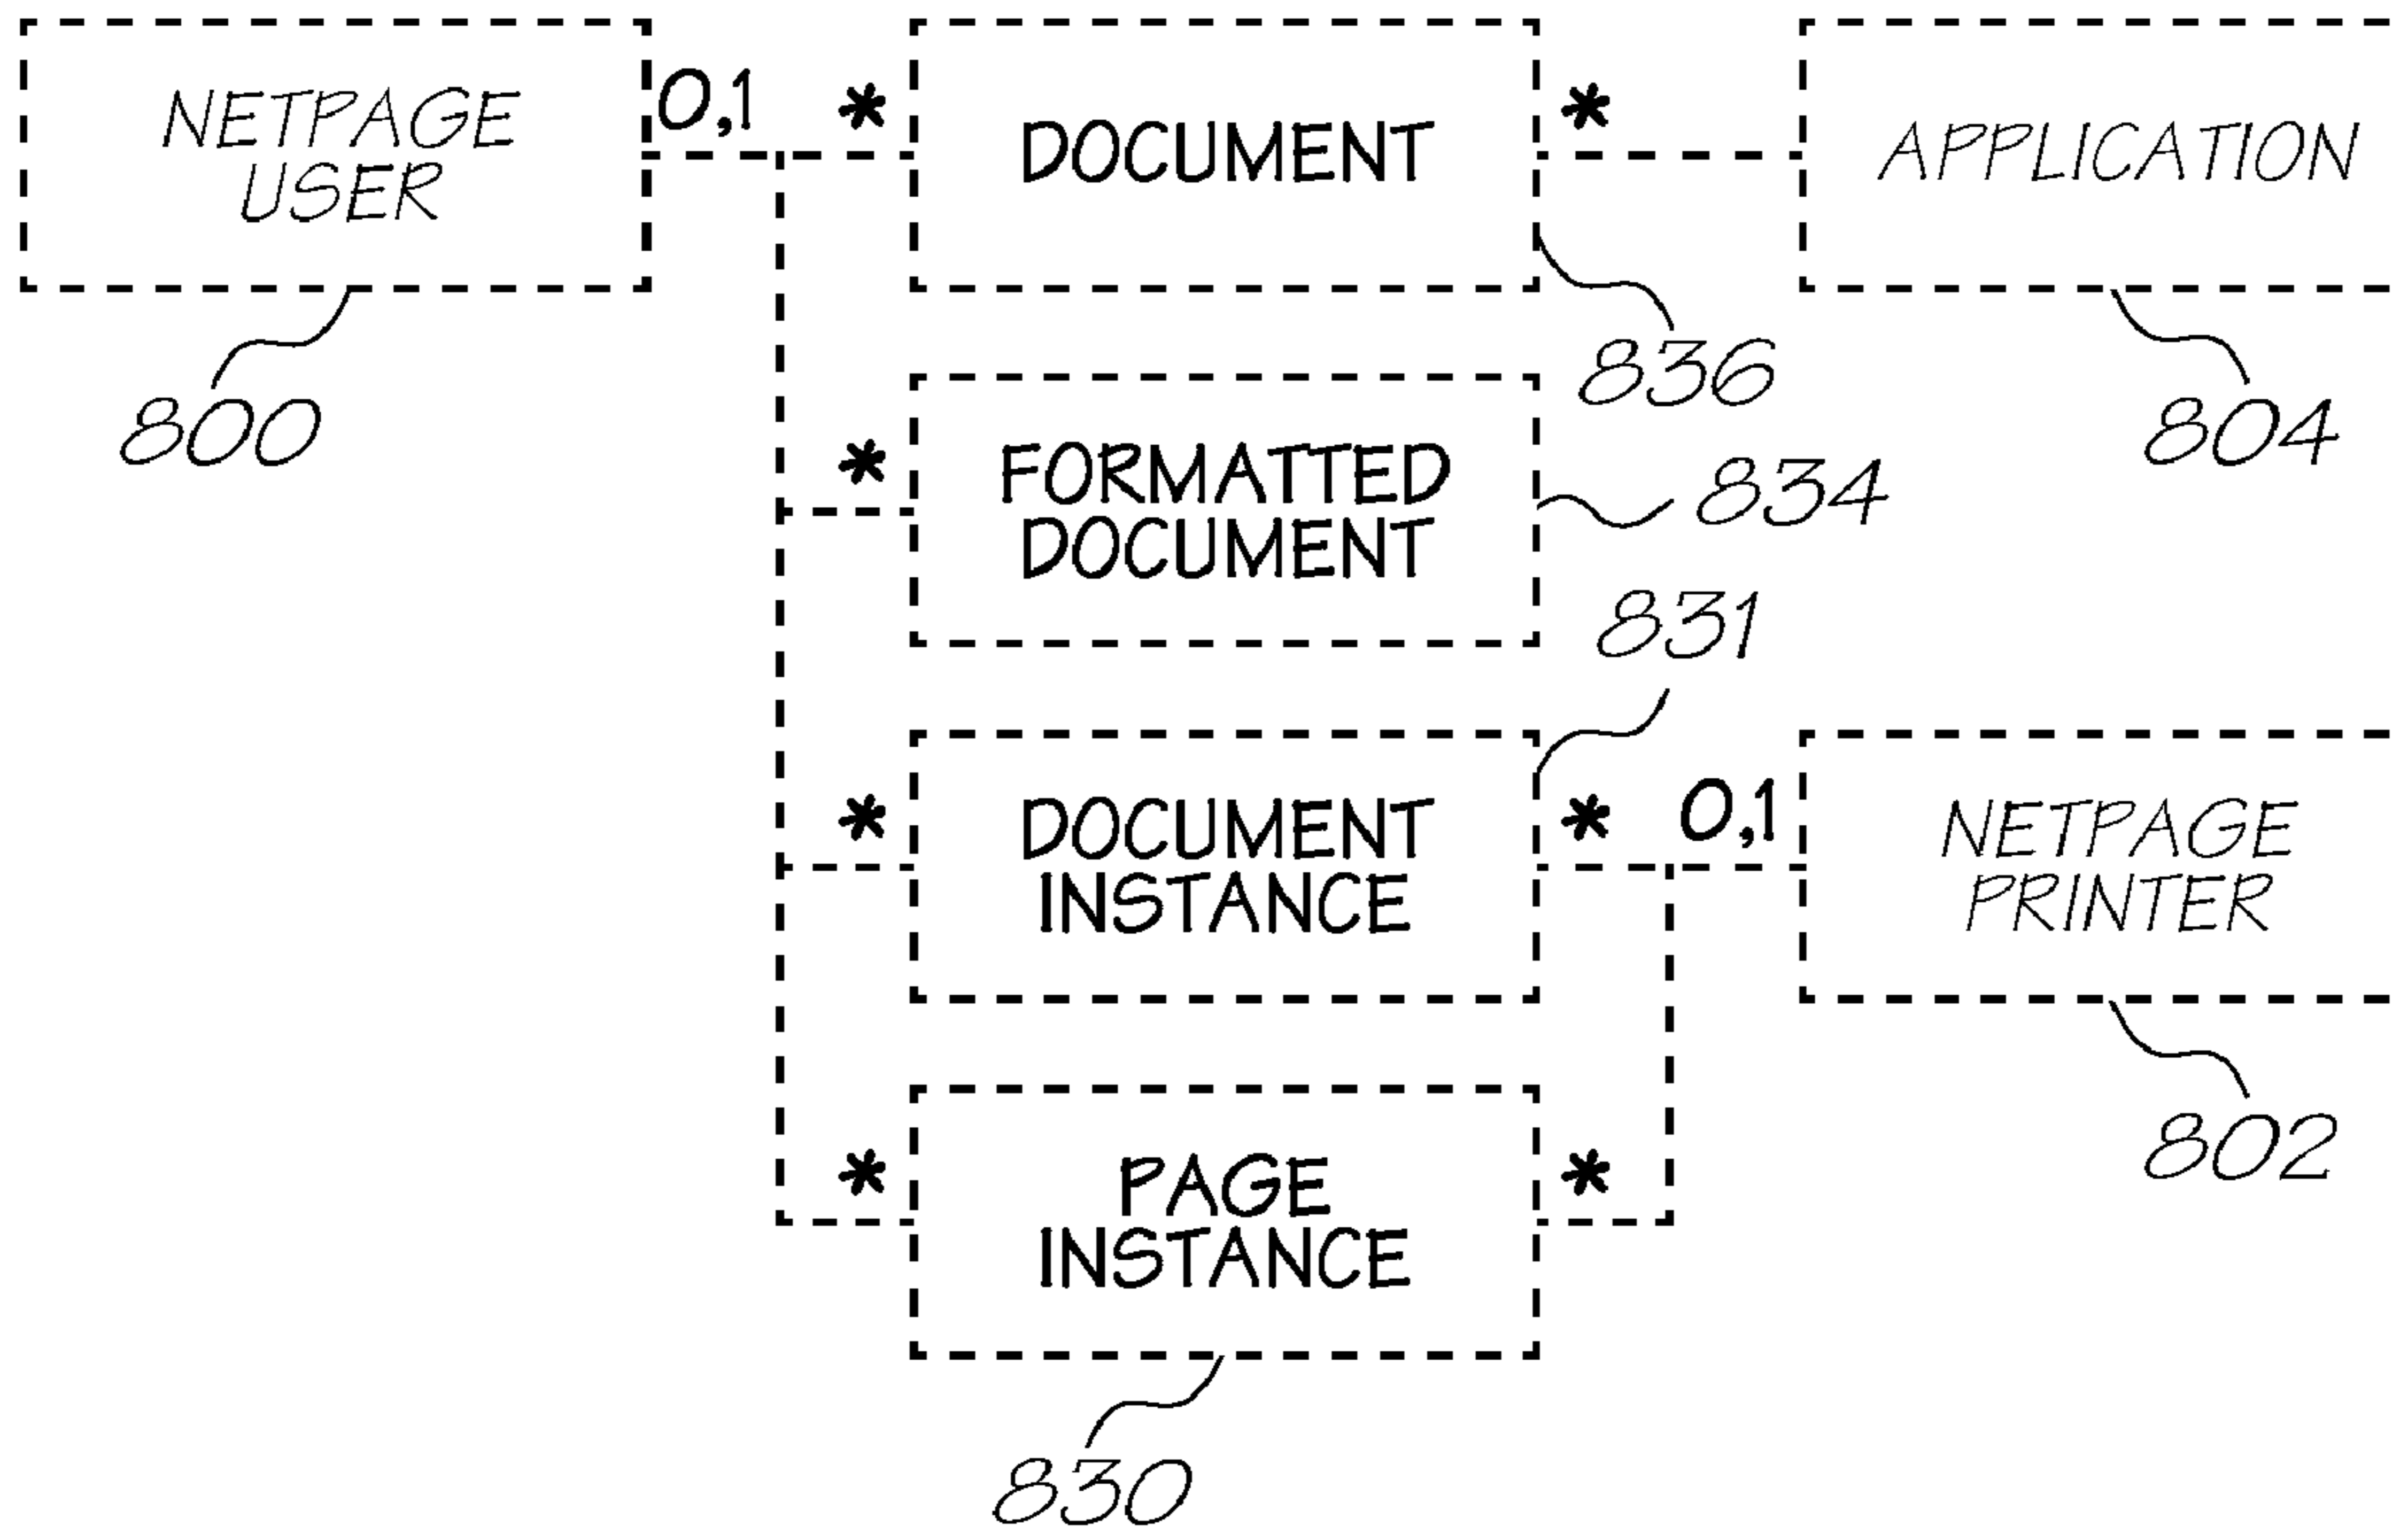 NETPAGE
USER
0,1
*
DOCUMENT
*
APPLICATION
800
836
804
*
FORMATTED
DOCUMENT
834
831
*
DOCUMENT
INSTANCE
*
0,1
NETPAGE
PRINTER
802
*
PAGE
INSTANCE
*
830